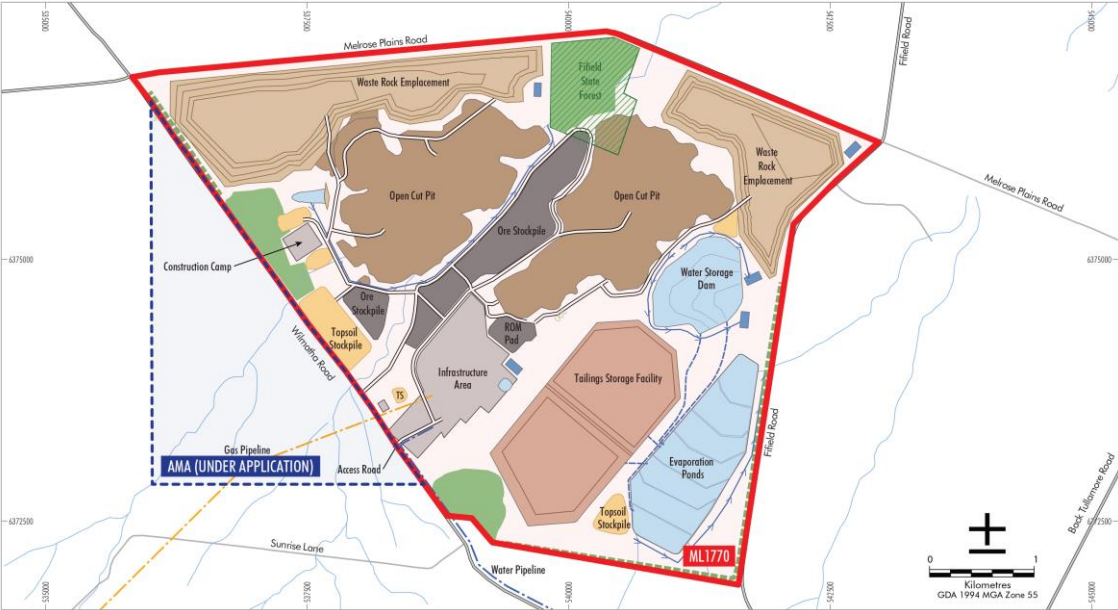 535000
537500
540000
542500
545000
Melrose Plains Road
Fifield Road
Waste Rock Emplacement
Fifield
State
Forest
Waste
Rock
Emplacement
Melrose Plains Road
Open Cut Pit
Open Cut Pit
Ore Stockpile
6375000
6375000
Construction Camp
Water Storage
Dam
Ore
Stockpile
Topsoil
Stockpile
ROM
Pad
Wilmatha Road
Infrastructure
Area
Tailings Storage Facility
TS
Fifield Road
Gas Pipeline
AMA (UNDER APPLICATION)
Access Road
Evaporation
Ponds
Back Tullamore Road
Topsoil
Stockpile
6372500
6372500
Sunrise Lane
Water Pipeline
ML1770
0
1
Kilometres
GDA 1994 MGA Zone 55
535000
537500
540000
542500
545000